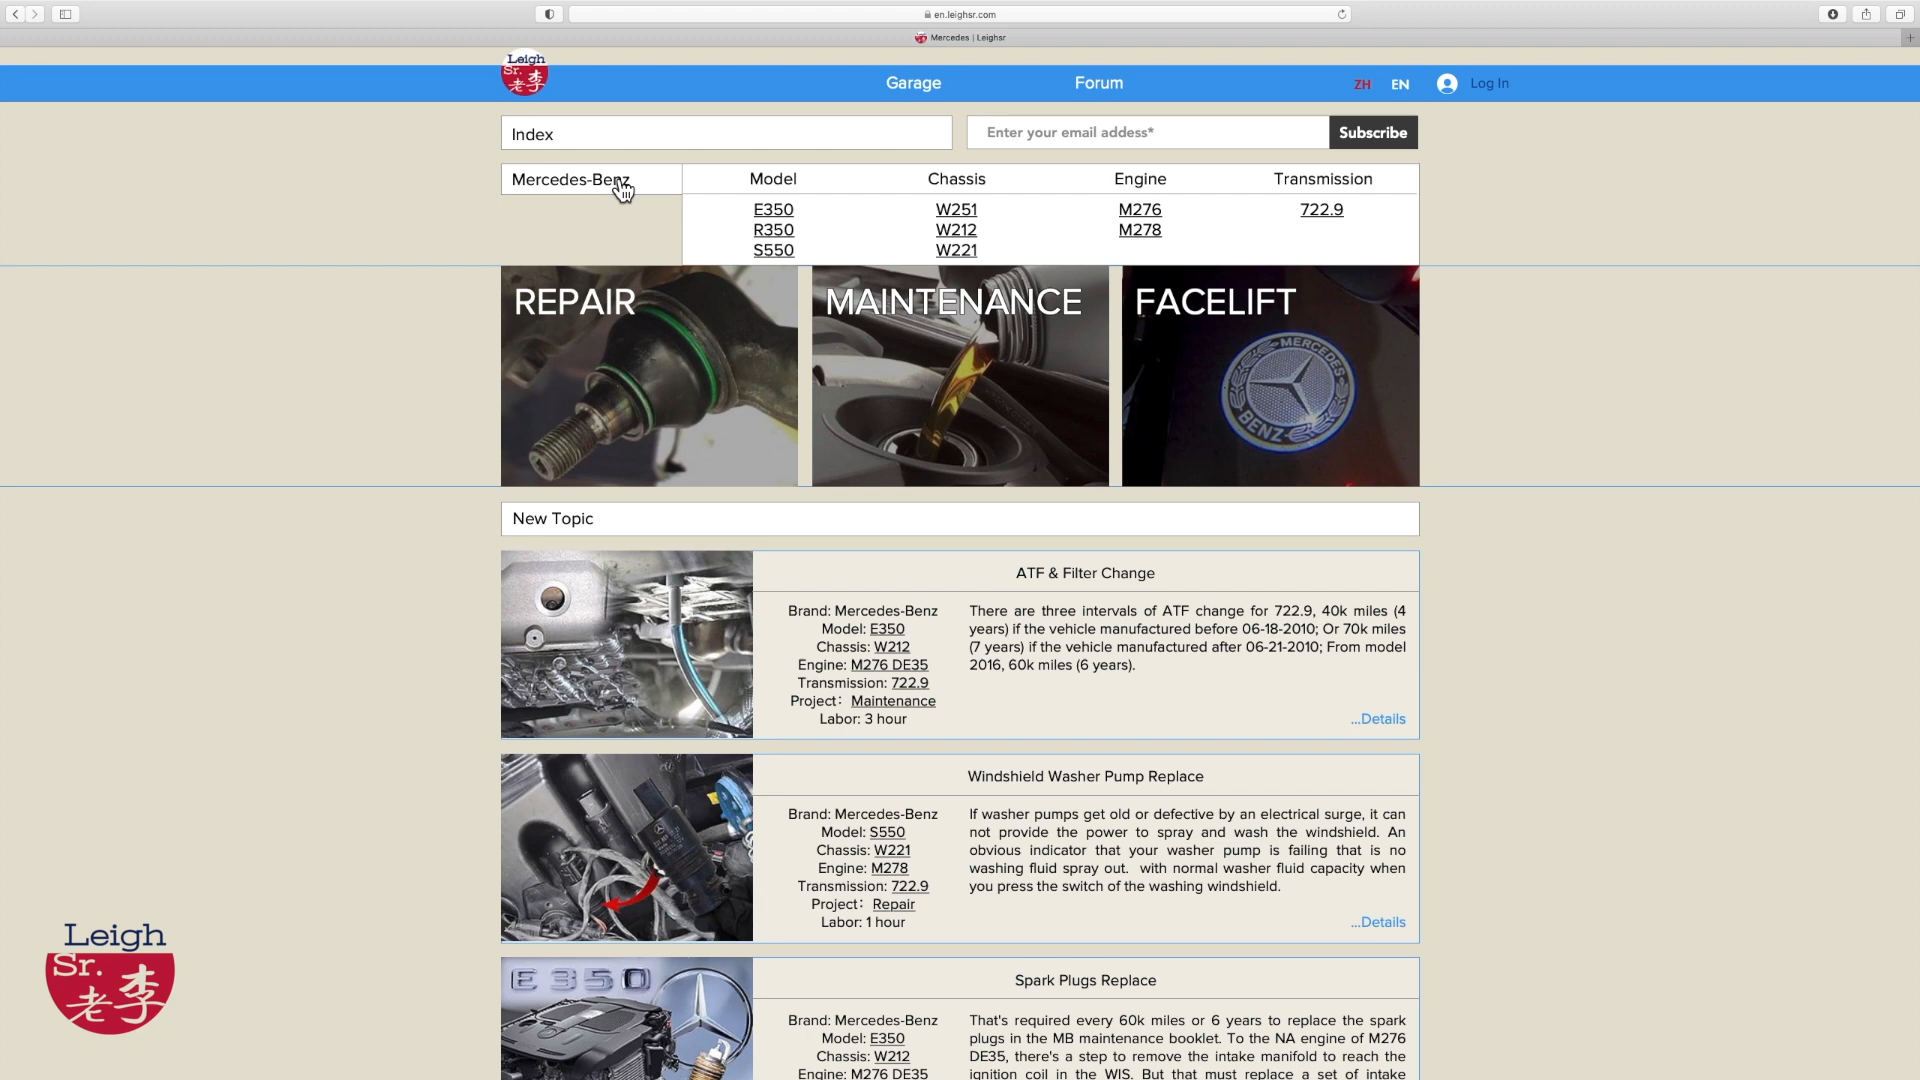 en.leighsr.com
Mercedes | Leighsr
Leigh
Sr.
老李
Garage
Forum
ZH
EN
Log In
Index
Enter your email addess*
Subscribe
Mercedes-Benz
Model
Chassis
Engine
Transmission
E350
W251
M276
722.9
R350
W212
M278
S550
W221
REPAIR
MAINTENANCE
FACELIFT
MERCEDES
BENZ
New Topic
ATF & Filter Change
Brand: Mercedes-Benz
Model: E350
Chassis: W212
Engine: M276 DE35
Transmission: 722.9
Project： Maintenance
Labor: 3 hour
There are three intervals of ATF change for 722.9, 40k miles (4
years) if the vehicle manufactured before 06-18-2010; Or 70k miles
(7 years) if the vehicle manufactured after 06-21-2010; From model
2016, 60k miles (6 years).
...Details
Windshield Washer Pump Replace
Brand: Mercedes-Benz
Model: S550
Chassis: W221
Engine: M278
Transmission: 722.9
Project： Repair
Labor: 1 hour
If washer pumps get old or defective by an electrical surge, it can
not provide the power to spray and wash the windshield. An
obvious indicator that your washer pump is failing that is no
washing fluid spray out. with normal washer fluid capacity when
you press the switch of the washing windshield.
...Details
E350
Spark Plugs Replace
Brand: Mercedes-Benz
Model: E350
Chassis: W212
Engine: M276 DE35
That's required every 60k miles or 6 years to replace the spark
plugs in the MB maintenance booklet. To the NA engine of M276
DE35, there's a step to remove the intake manifold to reach the
ignition coil in the WIS. But that must replace a set of intake
Leigh
Sr.
老李